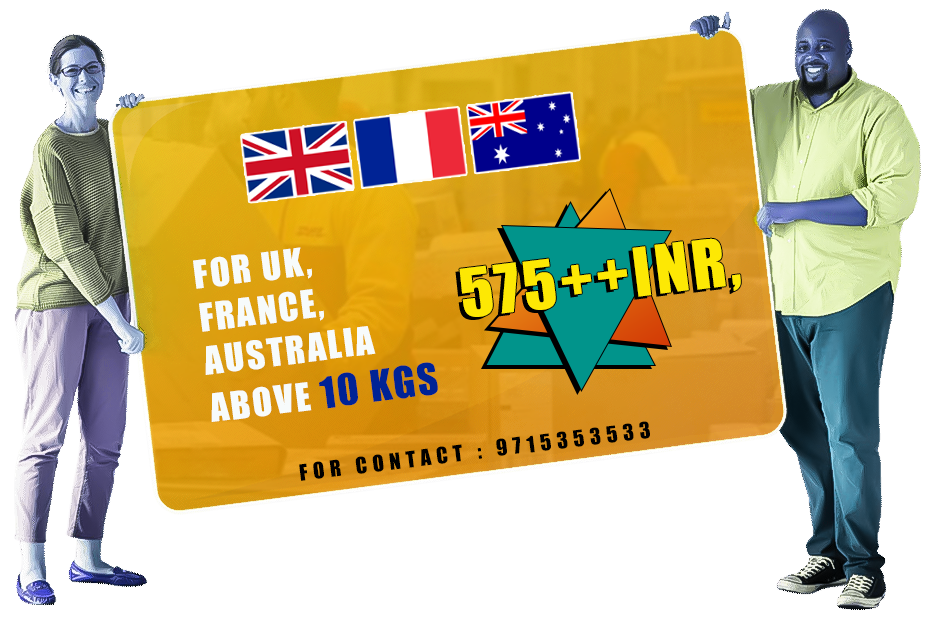 FOR UK,
FRANCE,
AUSTRALIA
ABOVE 10 KGS
575++INR,
FOR CONTACT : 9715353533